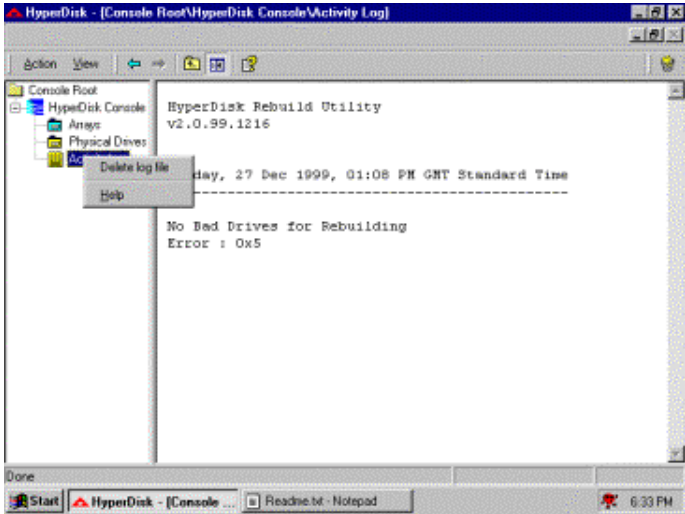 HyperDisk - [Console Root\HyperDisk Console\Activity Log]
Action View
Console Root
HyperDisk Console
Arrays
Physical Drives
Delete log file
Help
HyperDisk Rebuild Utility
v2.0.99.1216
day, 27 Dec 1999, 01:08 PM GMT Standard Time
--------------------------------------------------
No Bad Drives for Rebuilding
Error : 0x5
Done
Start
HyperDisk - [Console ...
Readme.txt - Notepad
6:33 PM